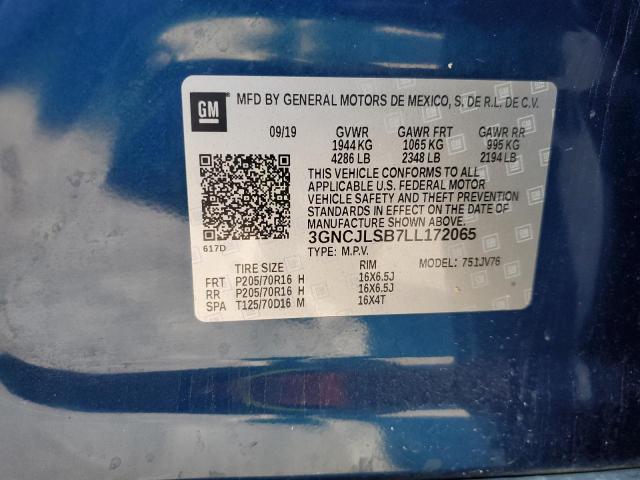 GM MFD BY GENERAL MOTORS DE MEXICO, S. DE R.L. DE C.V.
09/19 GVWR GAWR FRT GAWR RR
1944 KG 1065 KG 995 KG
4286 LB 2348 LB 2194 LB
THIS VEHICLE CONFORMS TO ALL
APPLICABLE U.S. FEDERAL MOTOR
VEHICLE SAFETY AND THEFT PREVENTION
STANDARDS IN EFFECT ON THE DATE OF
MANUFACTURE SHOWN ABOVE.
3GNCJLSB7LL172065
617D TYPE: M.P.V. MODEL: 751JV76
TIRE SIZE RIM
FRT P205/70R16 H 16X6.5J
RR P205/70R16 H 16X6.5J
SPA T125/70D16 M 16X4T